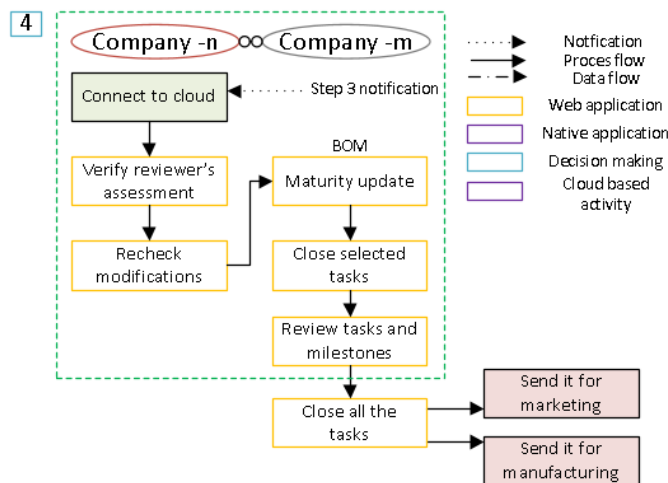 4
Company -n
Company -m
Connect to cloud
Step 3 notification
Verify reviewer's
assessment
Recheck
modifications
BOM
Maturity update
Close selected
tasks
Review tasks and
milestones
Close all the
tasks
Send it for
marketing
Send it for
manufacturing
Notfication
Proces flow
Data flow
Web application
Native application
Decision making
Cloud based
activity